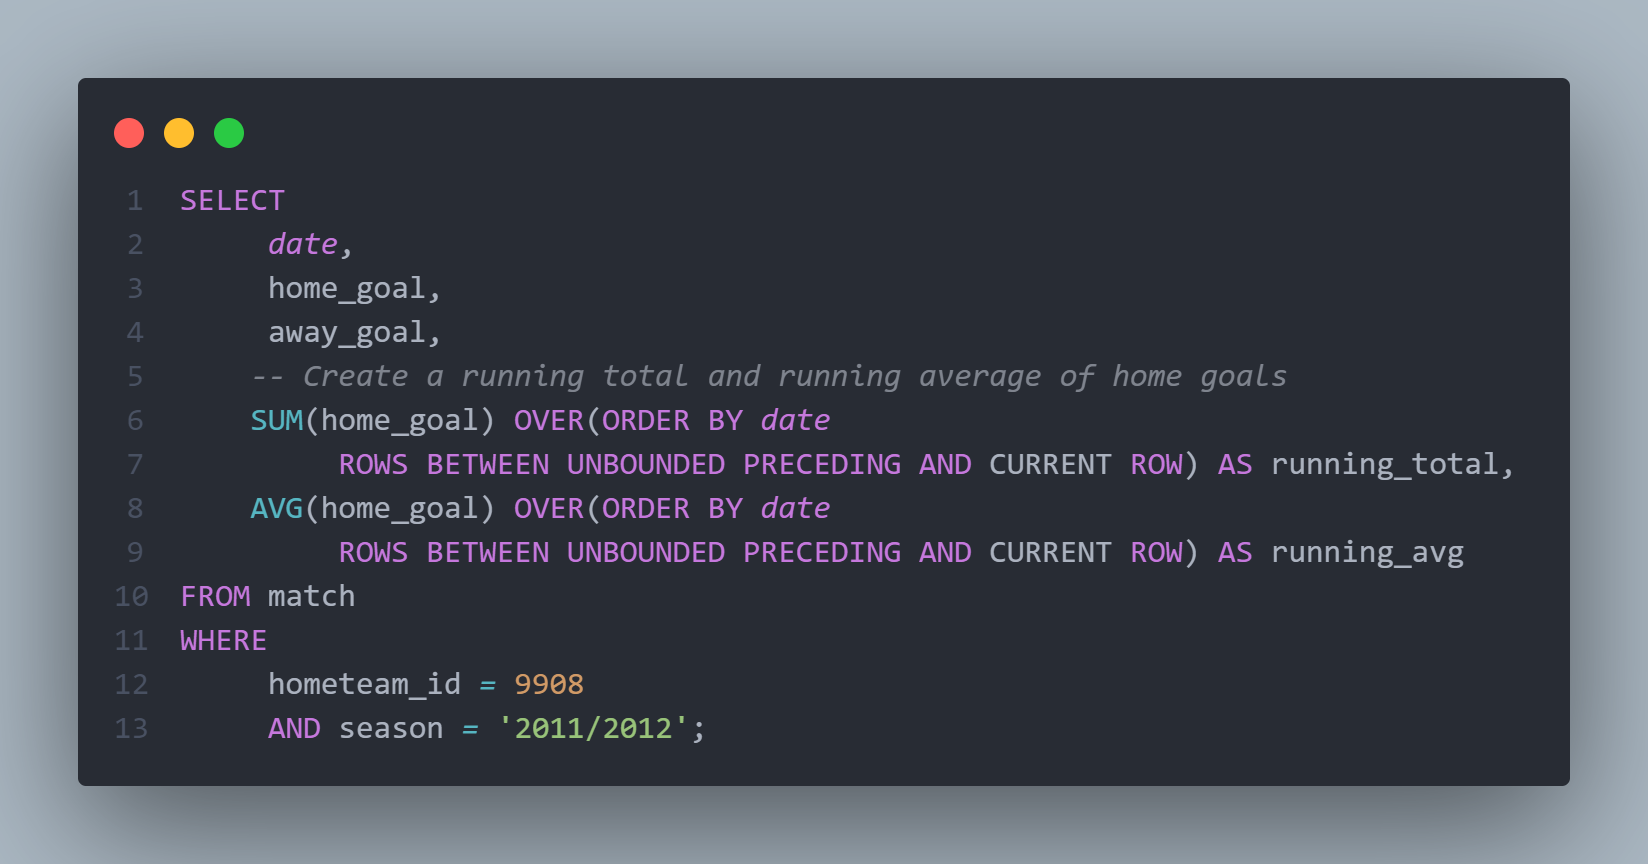 1 SELECT
2      date,
3      home_goal,
4      away_goal,
5     -- Create a running total and running average of home goals
6     SUM(home_goal) OVER(ORDER BY date
7          ROWS BETWEEN UNBOUNDED PRECEDING AND CURRENT ROW) AS running_total,
8     AVG(home_goal) OVER(ORDER BY date
9          ROWS BETWEEN UNBOUNDED PRECEDING AND CURRENT ROW) AS running_avg
10 FROM match
11 WHERE
12      hometeam_id = 9908
13      AND season = '2011/2012';